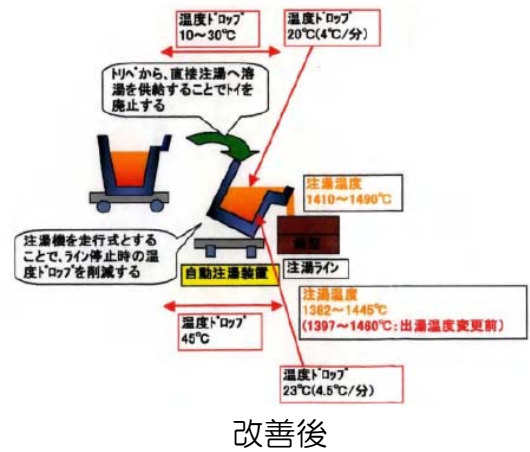 温度ドロップ
10～30℃
温度ドロップ
20℃(4℃/分)
トリベから、直接注湯へ溶
湯を供給することでトイを
廃止する
注湯温度
1410～1490℃
注湯機を走行式とする
ことで、ライン停止時の温
度ドロップを削減する
自動注湯装置
注湯ライン
注湯温度
1382～1445℃
(1397～1460℃:出湯温度変更前)
温度ドロップ
45℃
温度ドロップ
23℃(4.5℃/分)
改善後